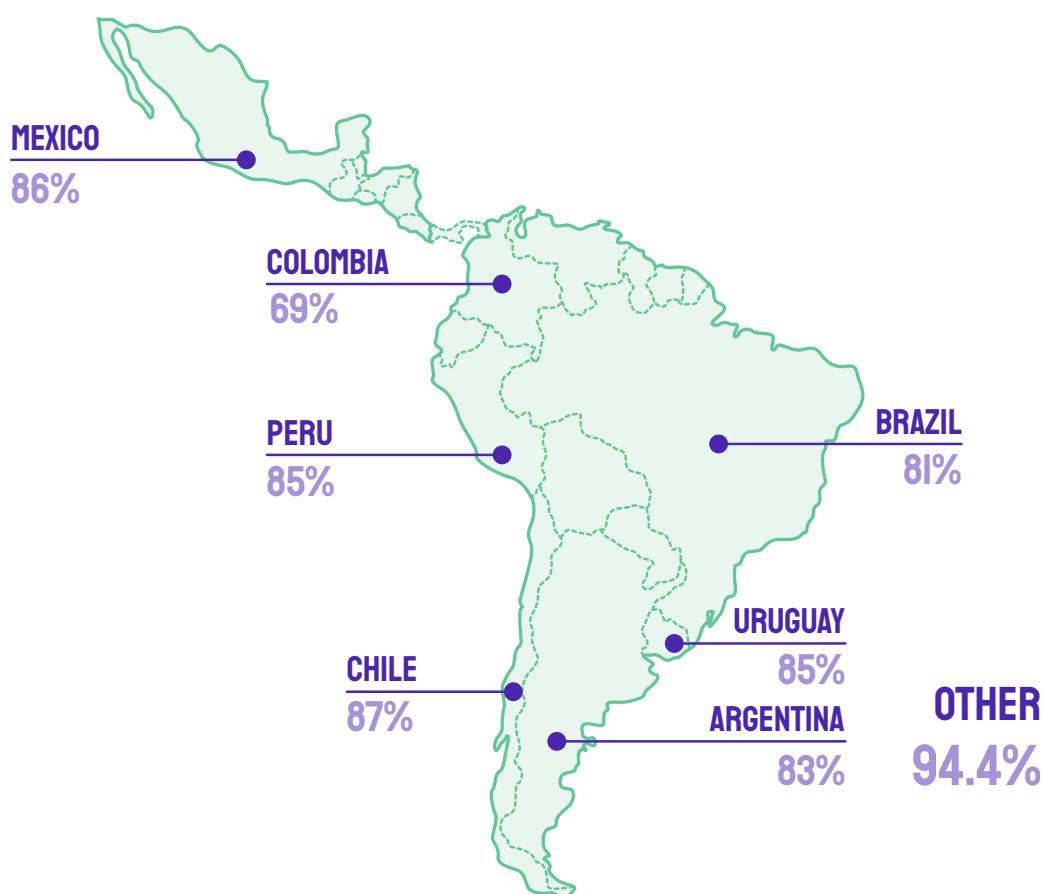 MEXICO
86%
COLOMBIA
69%
PERU
85%
BRAZIL
81%
URUGUAY
85%
CHILE
87%
ARGENTINA
83%
OTHER
94.4%